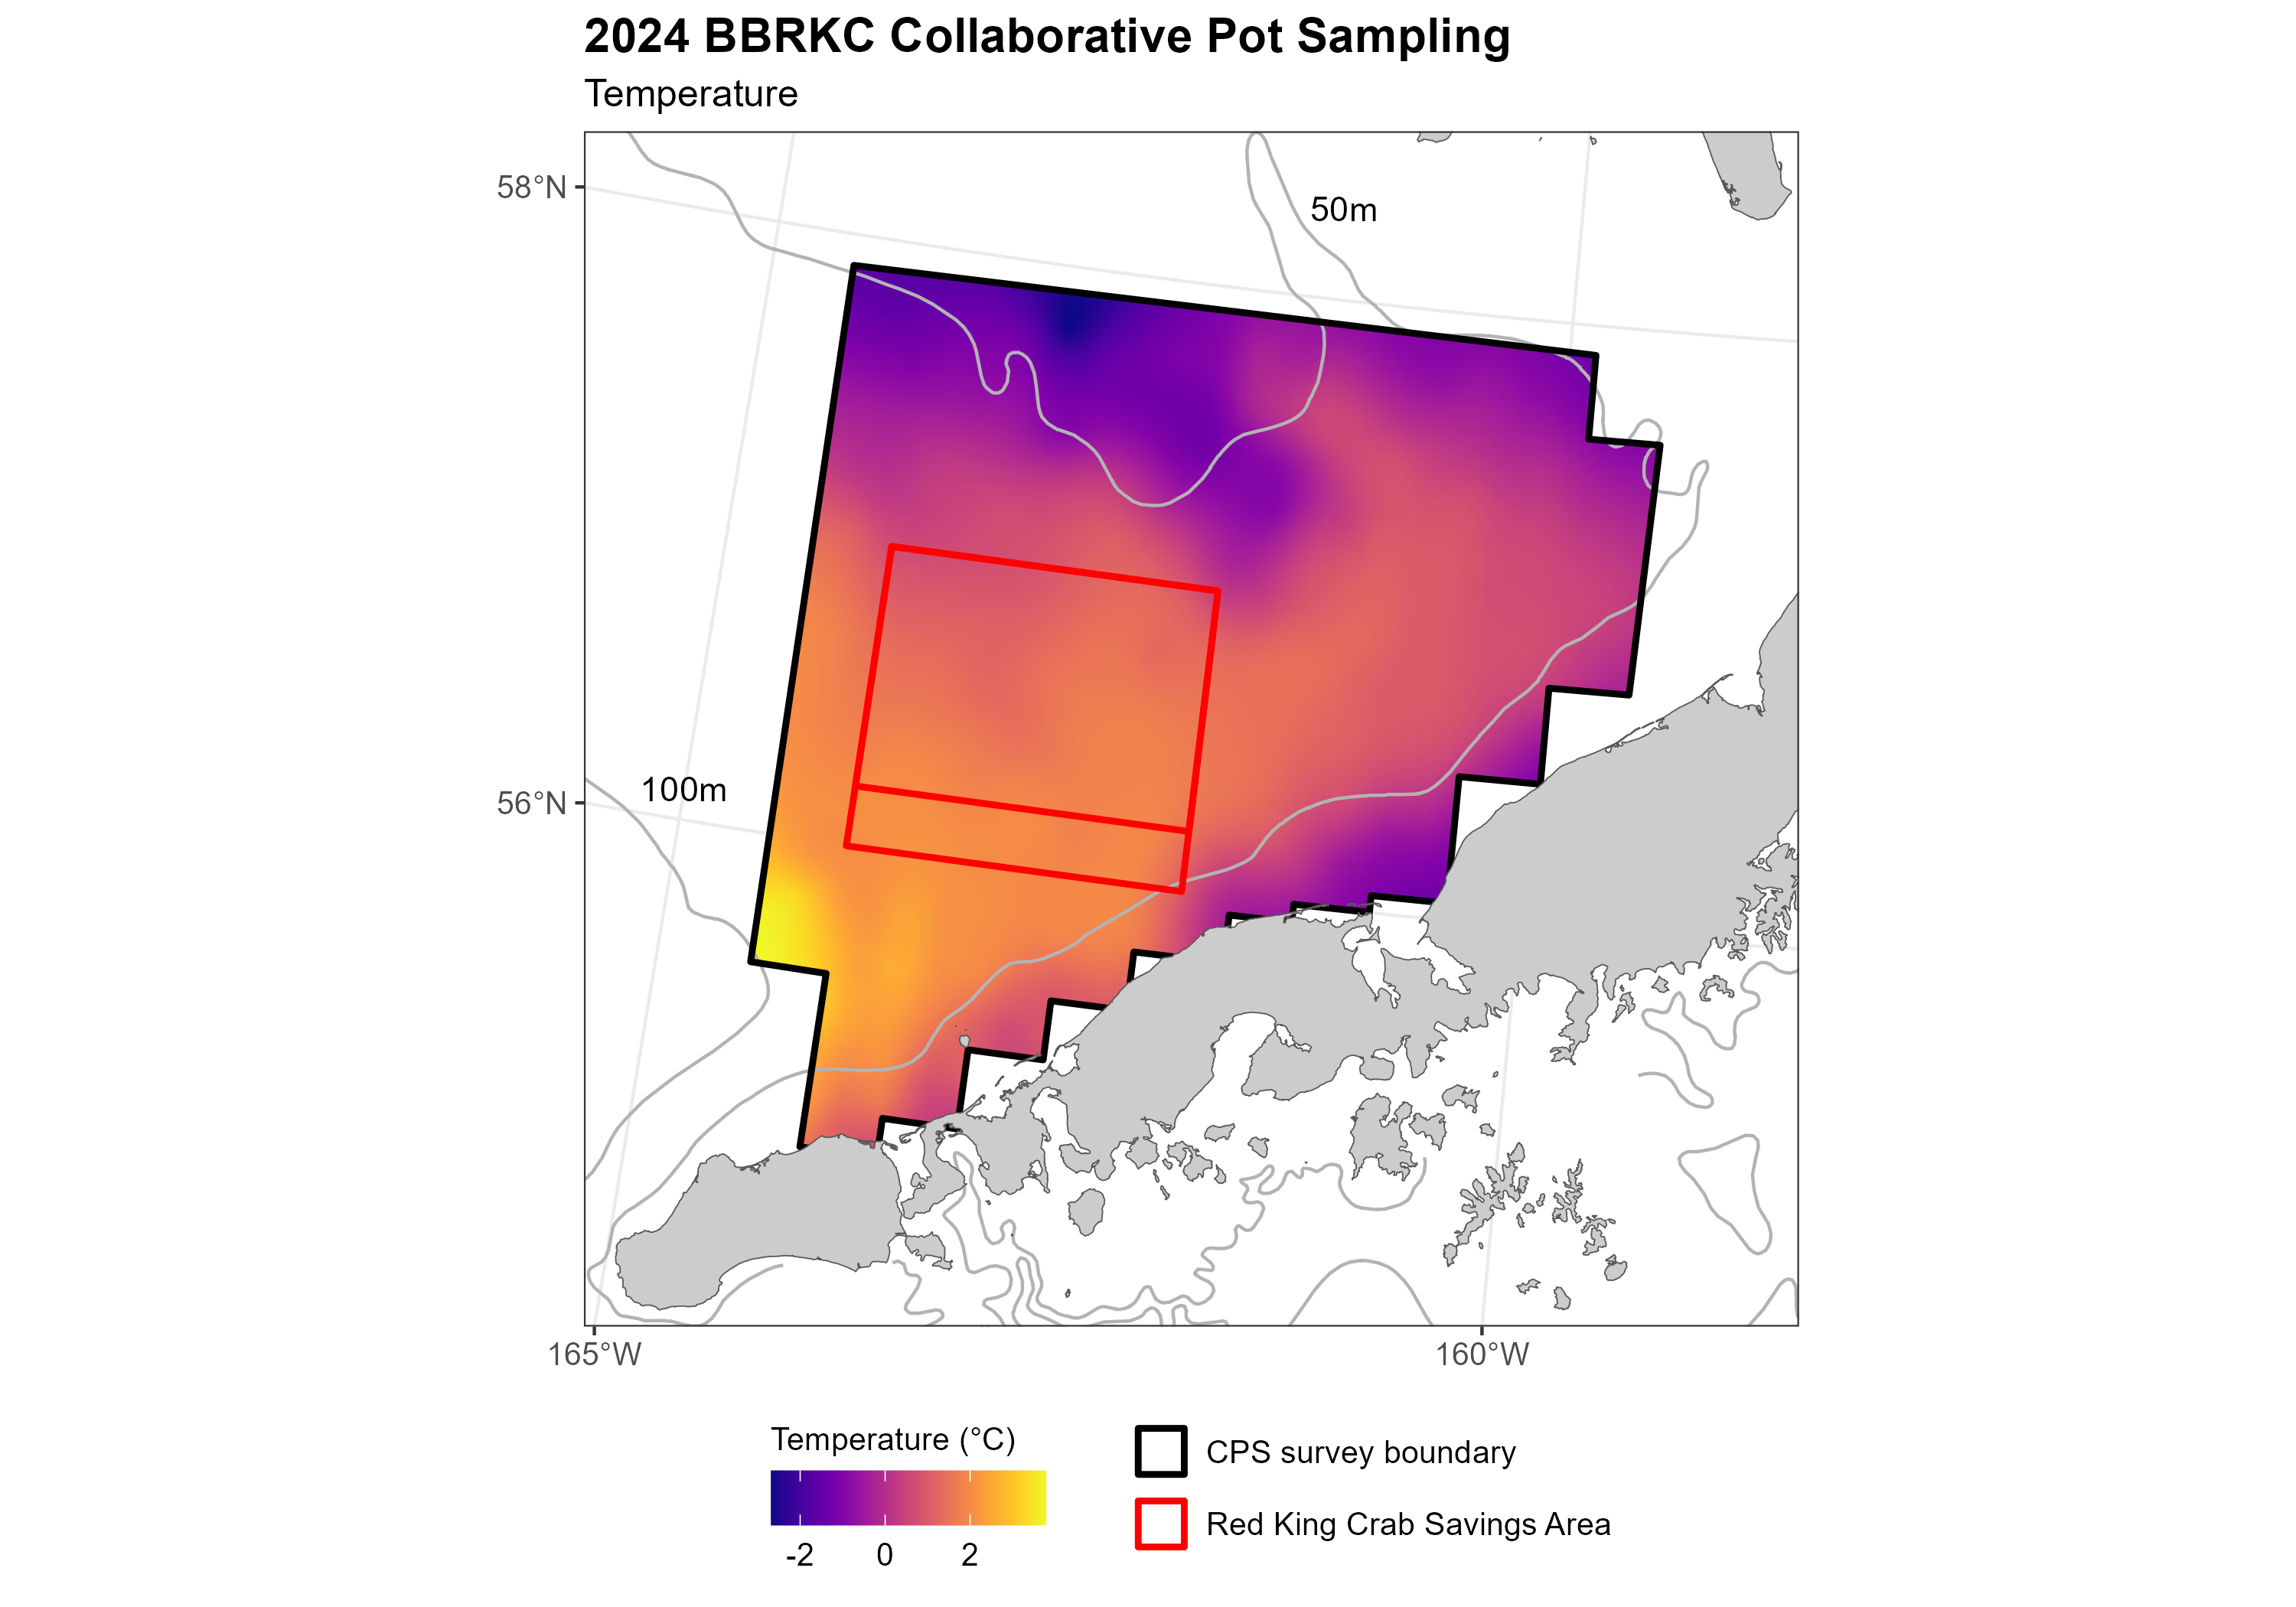 2024 BBRKC Collaborative Pot Sampling
Temperature
58°N
50m
56°N
100m
165°W
160°W
Temperature (°C)
-2
0
2
CPS survey boundary
Red King Crab Savings Area